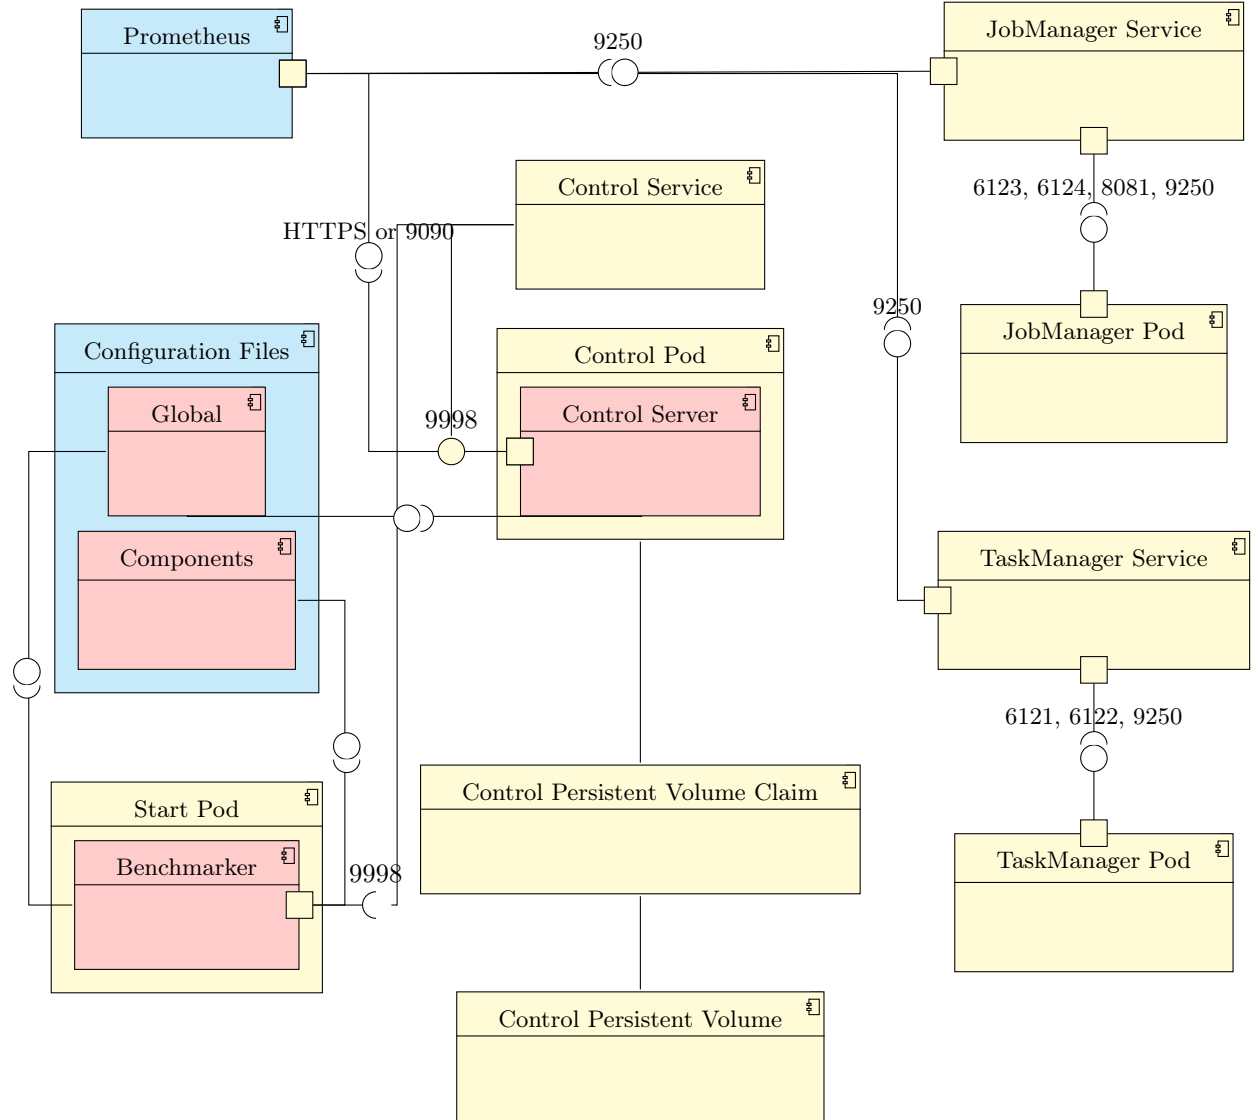 Prometheus
9250
JobManager Service
Control Service
6123, 6124, 8081, 9250
HTTPS or 9090
9250
JobManager Pod
Configuration Files
Control Pod
Global
Control Server
9998
Components
TaskManager Service
6121, 6122, 9250
Control Persistent Volume Claim
Start Pod
Benchmarker
9998
TaskManager Pod
Control Persistent Volume